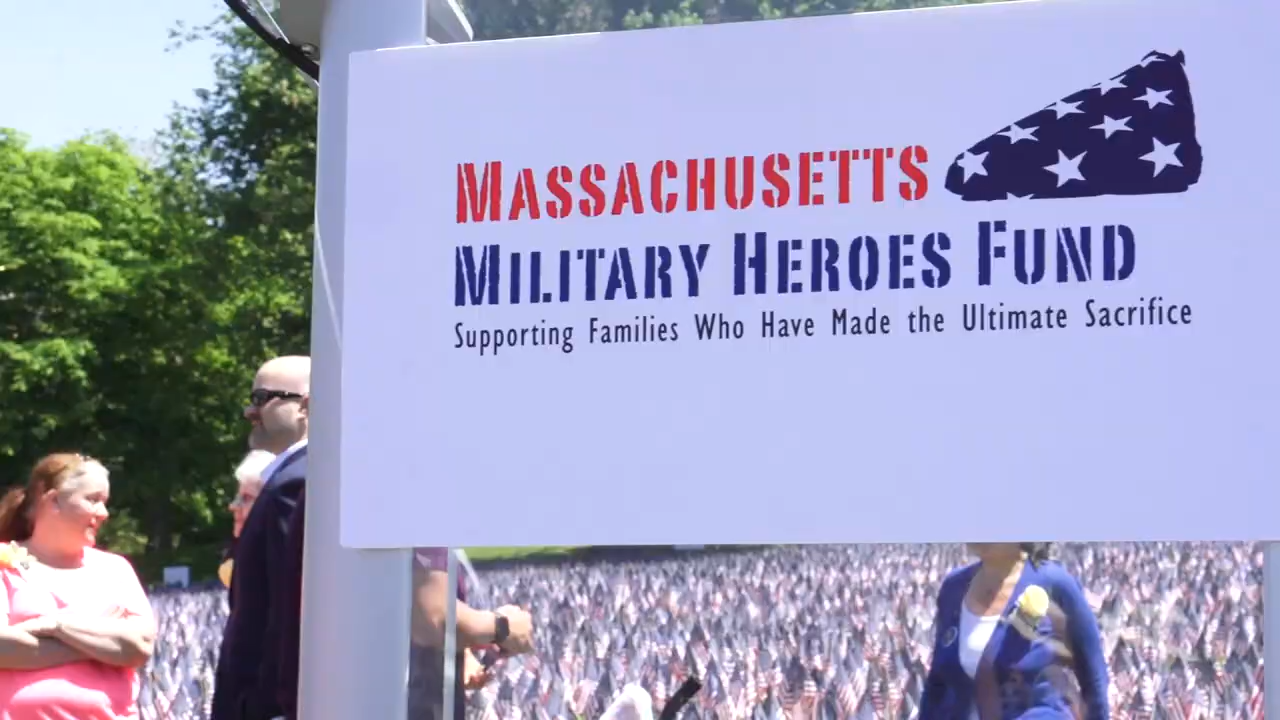 MASSACHUSETTS
MILITARY HEROES FUND
Supporting Families Who Have Made the Ultimate Sacrifice